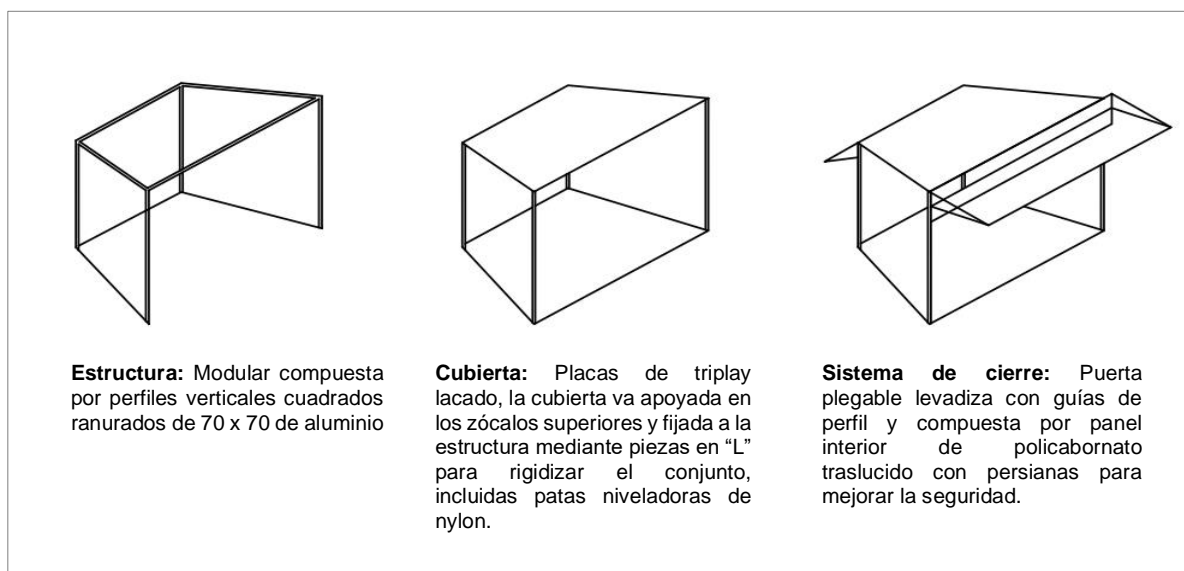 Estructura: Modular compuesta
por perfiles verticales cuadrados
ranurados de 70 x 70 de aluminio
Cubierta: Placas de triplay
lacado, la cubierta va apoyada en
los zócalos superiores y fijada a la
estructura mediante piezas en “L”
para rigidizar el conjunto,
incluidas patas niveladoras de
nylon.
Sistema de cierre: Puerta
plegable levadiza con guías de
perfil y compuesta por panel
interior de policabornato
traslucido con persianas para
mejorar la seguridad.